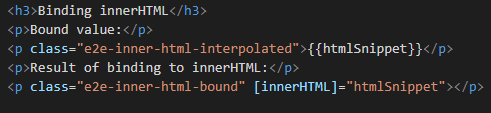 <h3>Binding innerHTML</h3>
<p>Bound value:</p>
<p class="e2e-inner-html-interpolated">{{htmlSnippet}}</p>
<p>Result of binding to innerHTML:</p>
<p class="e2e-inner-html-bound" [innerHTML]="htmlSnippet"></p>